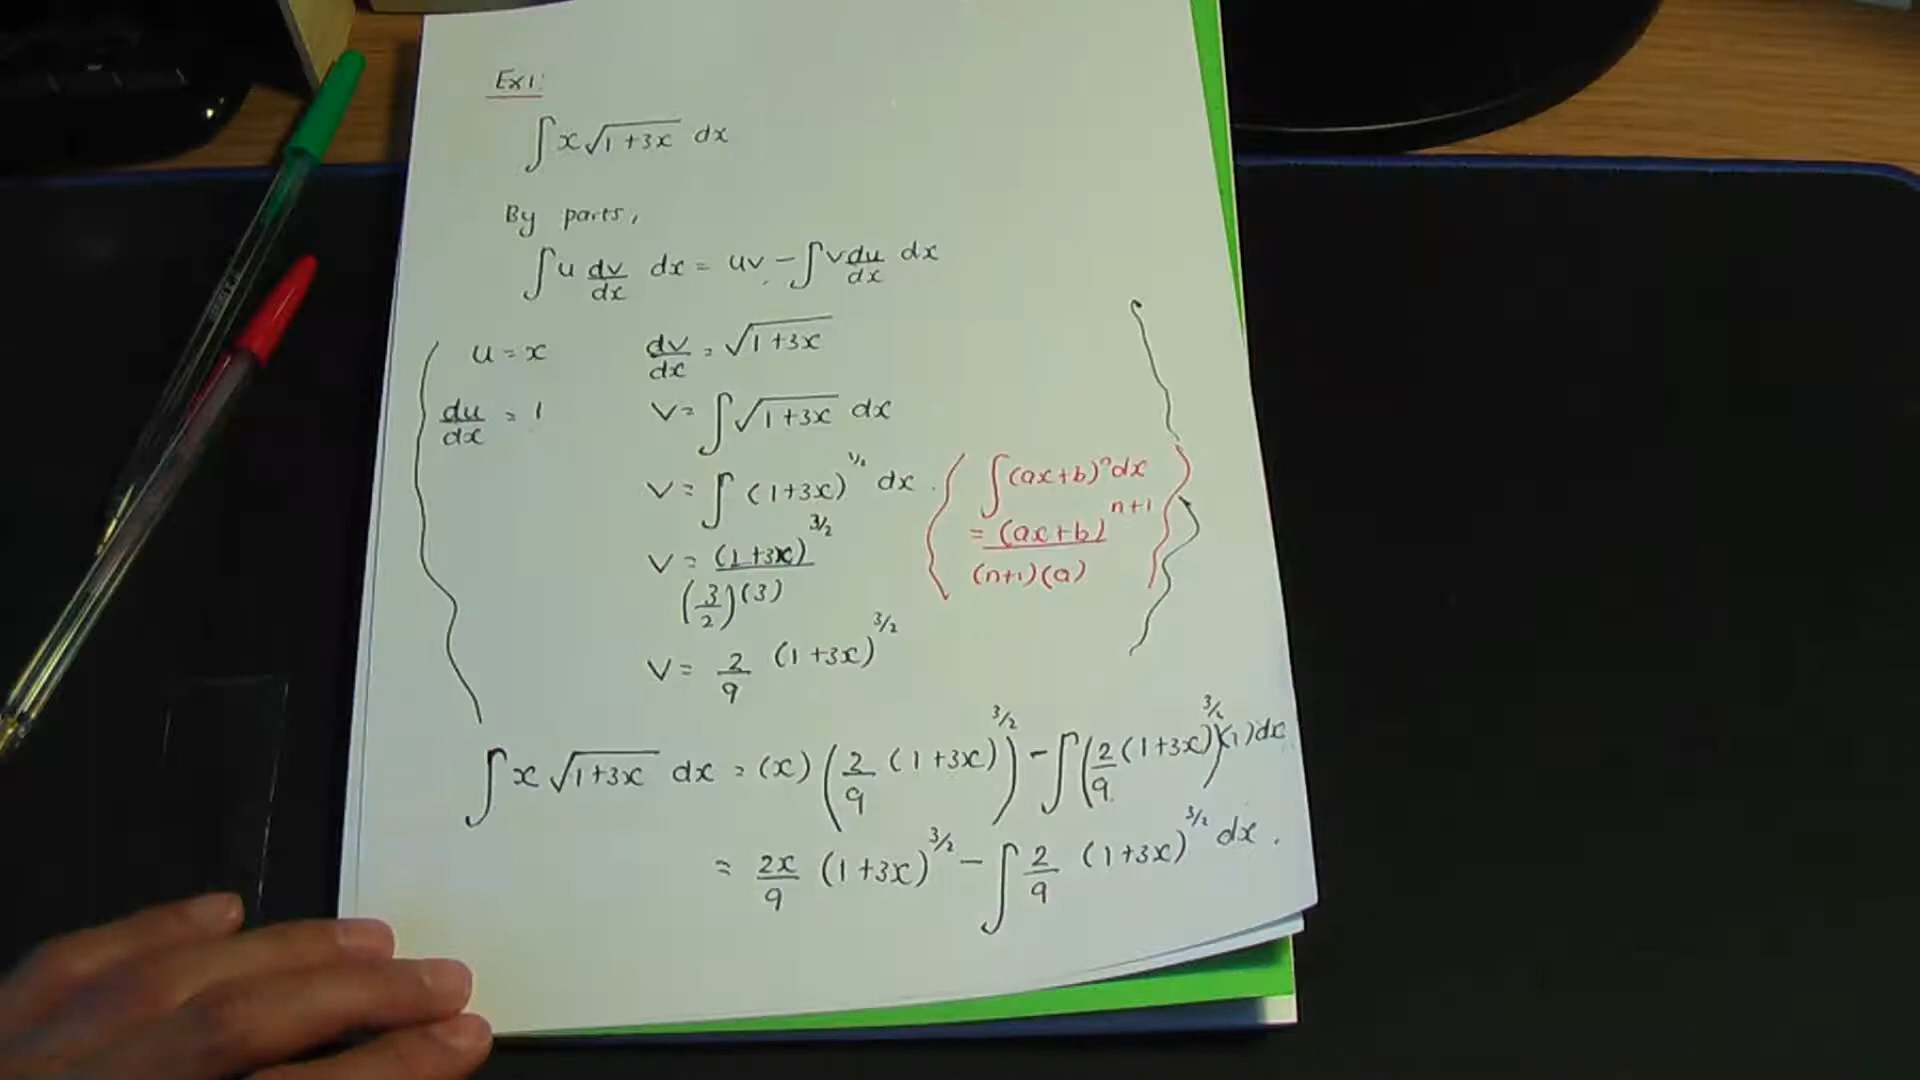 Ex1:
∫x√1+3x dx
By parts,
∫u dv/dx dx = uv - ∫v du/dx dx
u = x
du/dx = 1
dv/dx = √1+3x
v = ∫√1+3x dx
v = ∫(1+3x)^1/2 dx.
v = (1+3x)^3/2 / (3/2)(3)
v = 2/9 (1+3x)^3/2
∫(ax+b)^n dx
= (ax+b)^n+1 / (n+1)(a)
∫x√1+3x dx = (x)(2/9 (1+3x)^3/2) - ∫(2/9 (1+3x)^3/2)(1)dx
= 2x/9 (1+3x)^3/2 - ∫2/9 (1+3x)^3/2 dx.